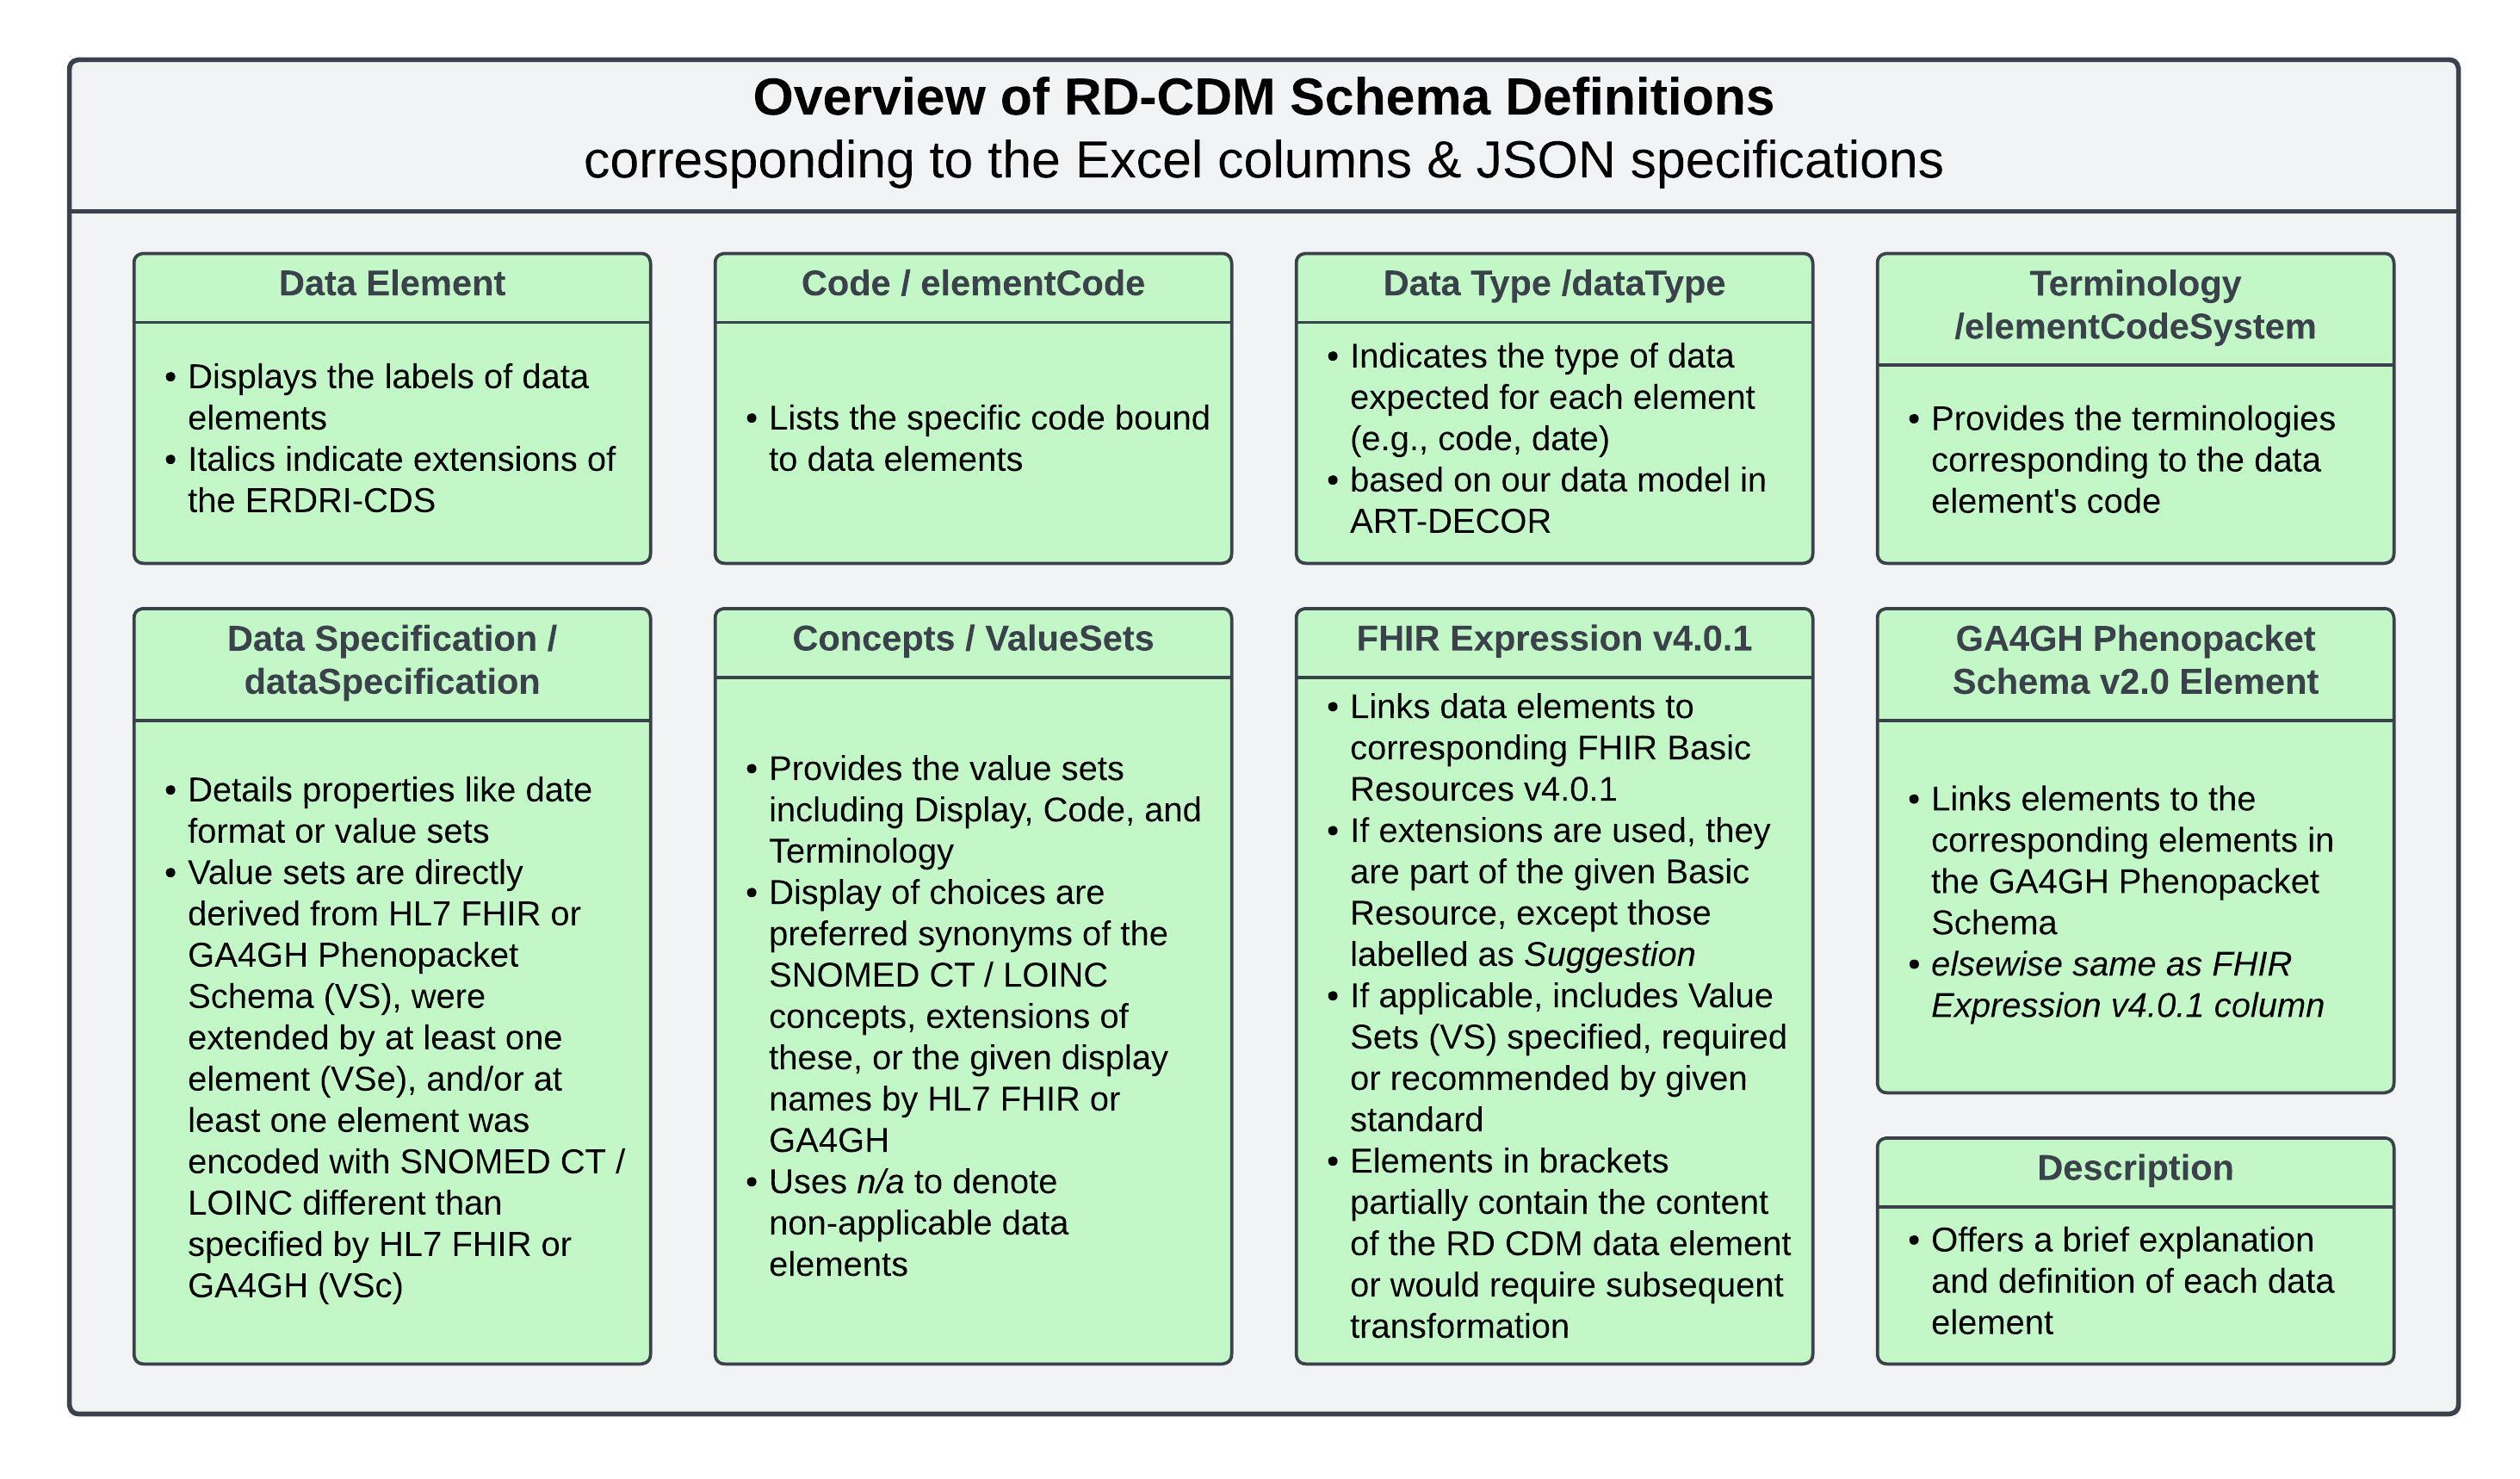 Overview of RD-CDM Schema Definitions
corresponding to the Excel columns & JSON specifications
Data Element
• Displays the labels of data
elements
• Italics indicate extensions of
the ERDRI-CDS
Code / elementCode
• Lists the specific code bound
to data elements
Data Type /dataType
• Indicates the type of data
expected for each element
(e.g., code, date)
• based on our data model in
ART-DECOR
Terminology
/elementCodeSystem
• Provides the terminologies
corresponding to the data
element's code
Data Specification /
dataSpecification
• Details properties like date
format or value sets
• Value sets are directly
derived from HL7 FHIR or
GA4GH Phenopacket
Schema (VS), were
extended by at least one
element (VSe), and/or at
least one element was
encoded with SNOMED CT /
LOINC different than
specified by HL7 FHIR or
GA4GH (VSc)
Concepts / ValueSets
• Provides the value sets
including Display, Code, and
Terminology
• Display of choices are
preferred synonyms of the
SNOMED CT / LOINC
concepts, extensions of
these, or the given display
names by HL7 FHIR or
GA4GH
• Uses n/a to denote
non-applicable data
elements
FHIR Expression v4.0.1
• Links data elements to
corresponding FHIR Basic
Resources v4.0.1
• If extensions are used, they
are part of the given Basic
Resource, except those
labelled as Suggestion
• If applicable, includes Value
Sets (VS) specified, required
or recommended by given
standard
• Elements in brackets
partially contain the content
of the RD CDM data element
or would require subsequent
transformation
GA4GH Phenopacket
Schema v2.0 Element
• Links elements to the
corresponding elements in
the GA4GH Phenopacket
Schema
• elsewise same as FHIR
Expression v4.0.1 column
Description
• Offers a brief explanation
and definition of each data
element